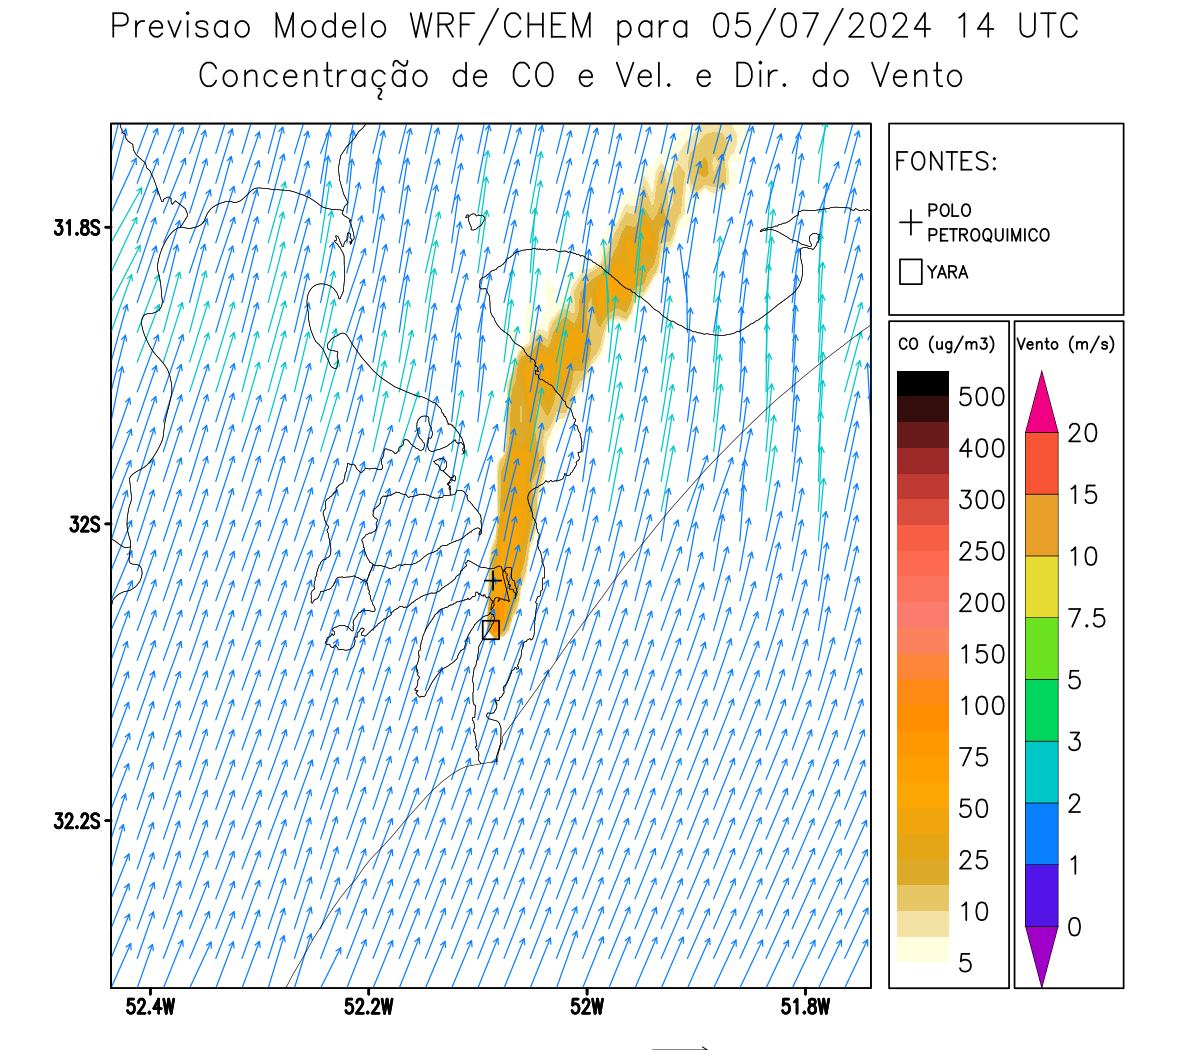 Previsao Modelo WRF/CHEM para 05/07/2024 14 UTC
Concentração de CO e Vel. e Dir. do Vento
FONTES:
POLO
PETROQUIMICO
YARA
CO (ug/m3)
500
400
300
250
200
150
100
75
50
25
10
5
Vento (m/s)
20
15
10
7.5
5
3
2
1
0
31.8S
32S
32.2S
52.4W
52.2W
52W
51.8W